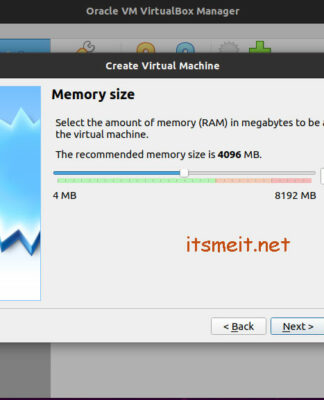 Oracle VM VirtualBox Manager
Create Virtual Machine
Memory size
Select the amount of memory (RAM) in megabytes to be a
the virtual machine.
The recommended memory size is 4096 MB.
4 MB
8192 MB
itsmeit.net
< Back
Next >